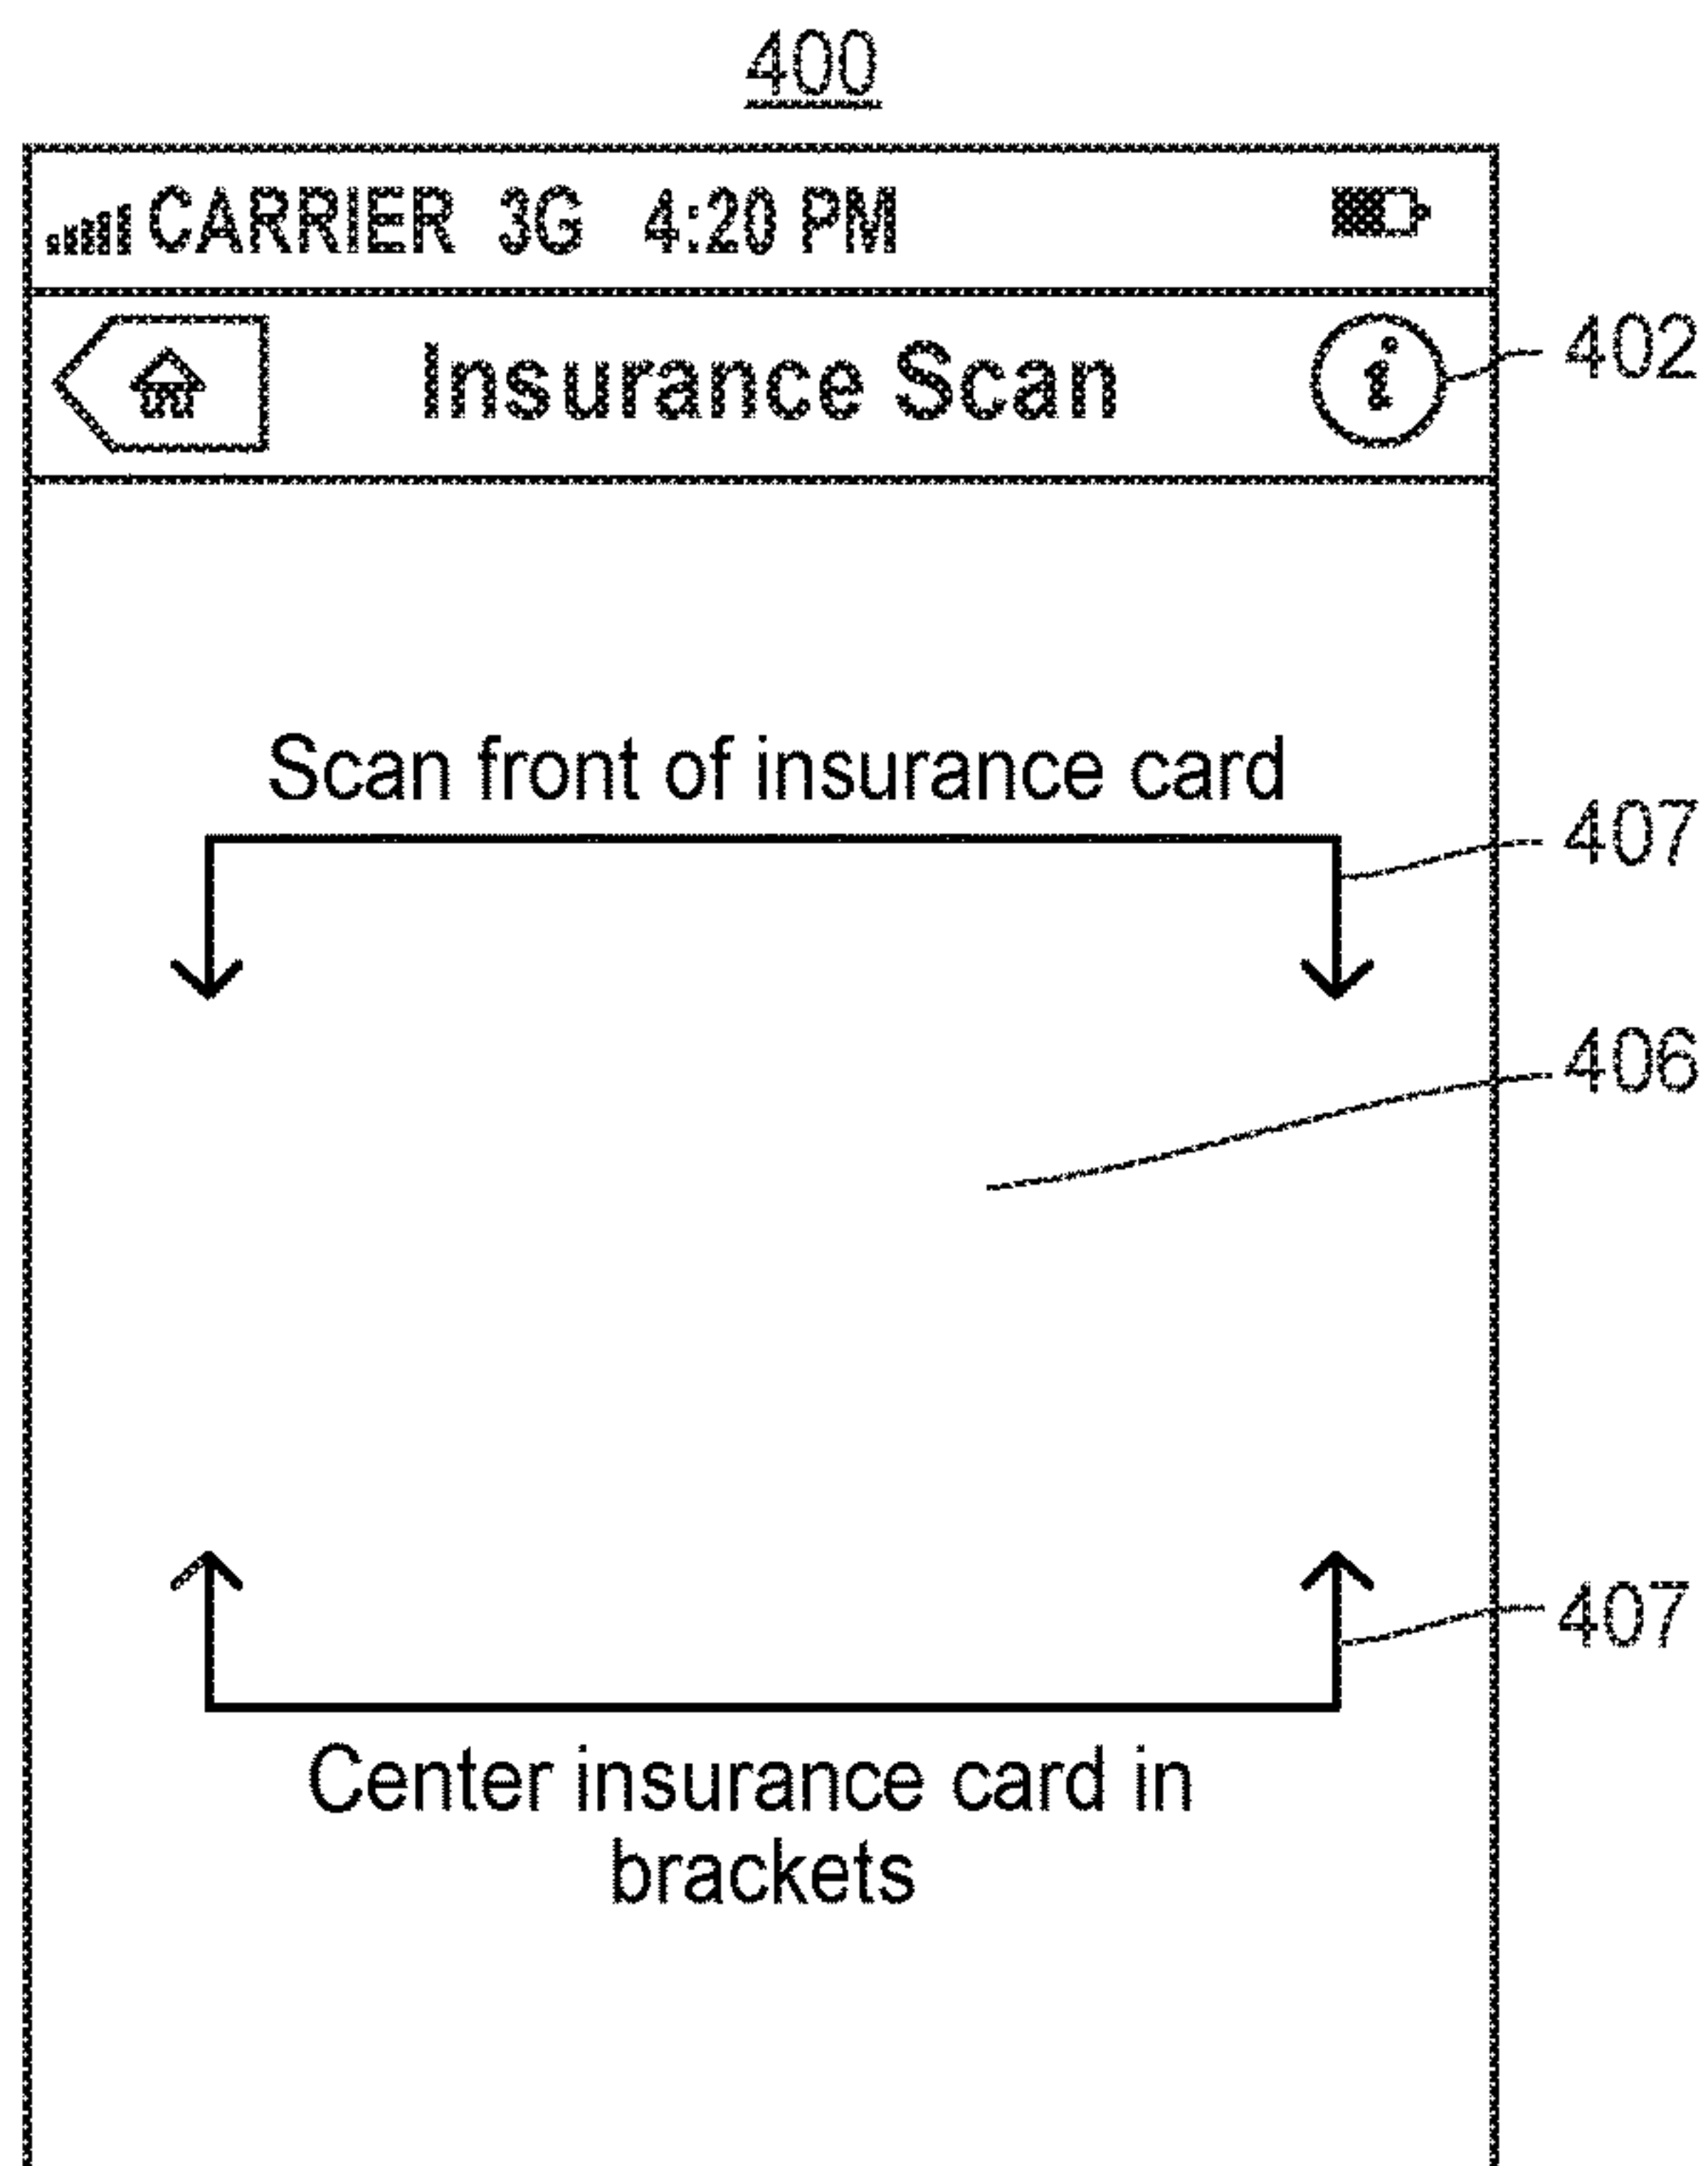 400
CARRIER 3G 4:20 PM
Insurance Scan
i
402
Scan front of insurance card
407
406
407
Center insurance card in
brackets